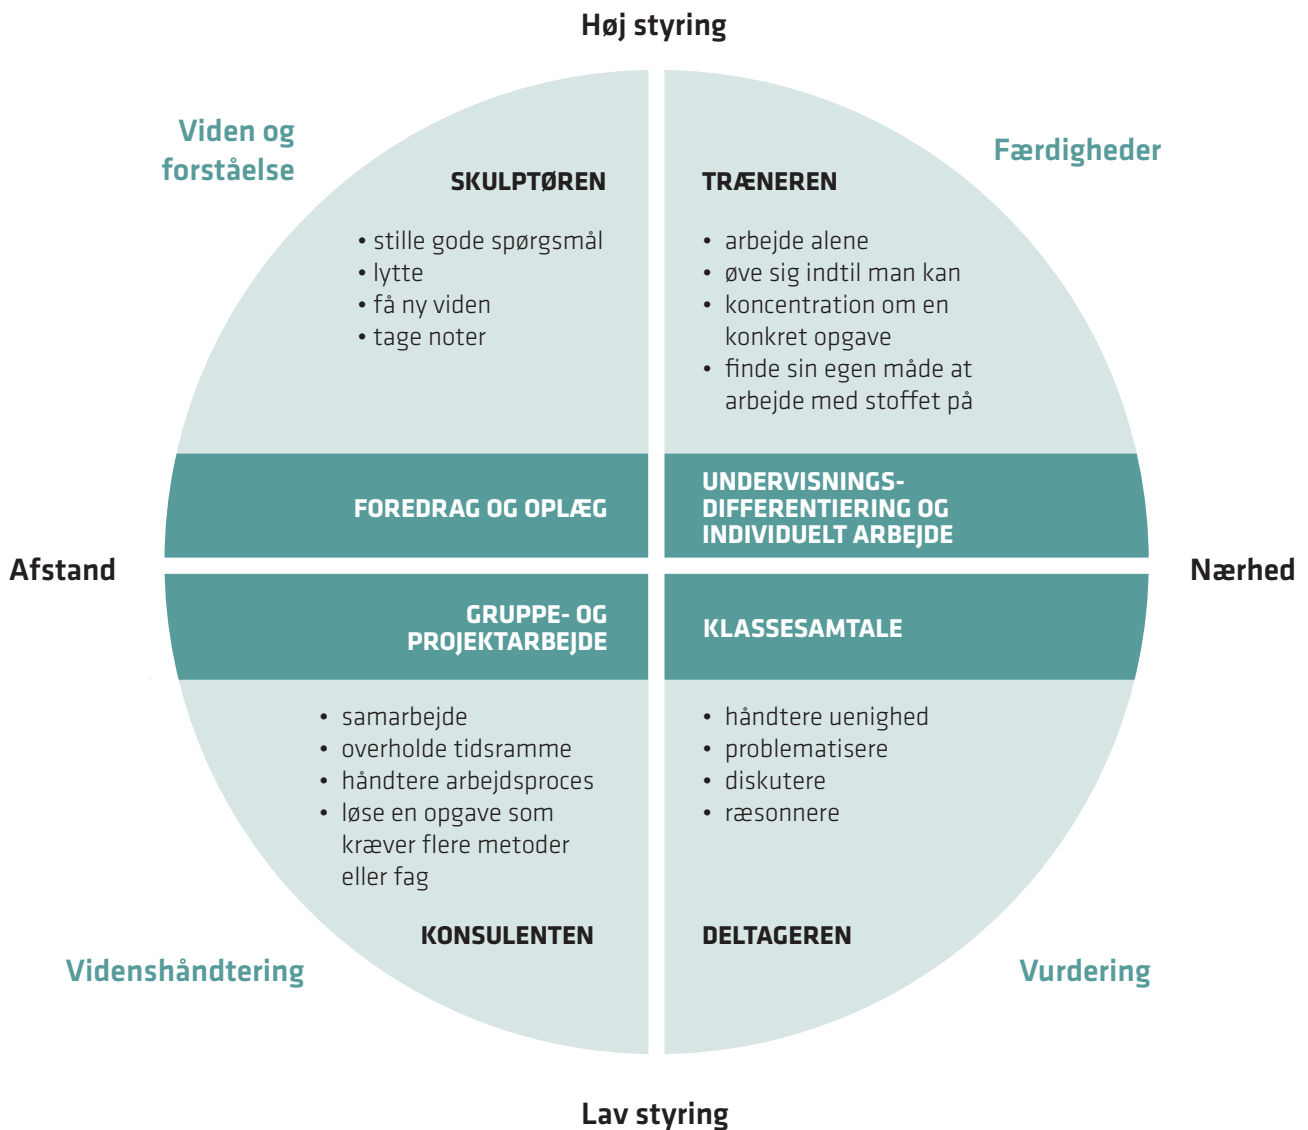 Høj styring
Viden og
forståelse
SKULPTØREN
• stille gode spørgsmål
• lytte
• få ny viden
• tage noter
FOREDRAG OG OPLÆG
Færdigheder
TRÆNEREN
• arbejde alene
• øve sig indtil man kan
• koncentration om en
konkret opgave
• finde sin egen måde at
arbejde med stoffet på
UNDERVISNINGS-
DIFFERENTIERING OG
INDIVIDUELT ARBEJDE
Afstand
Nærhed
GRUPPE- OG
PROJEKTARBEJDE
• samarbejde
• overholde tidsramme
• håndtere arbejdsproces
• løse en opgave som
kræver flere metoder
eller fag
KONSULENTEN
Videnshåndtering
KLASSESAMTALE
• håndtere uenighed
• problematisere
• diskutere
• ræsonnere
DELTAGEREN
Vurdering
Lav styring